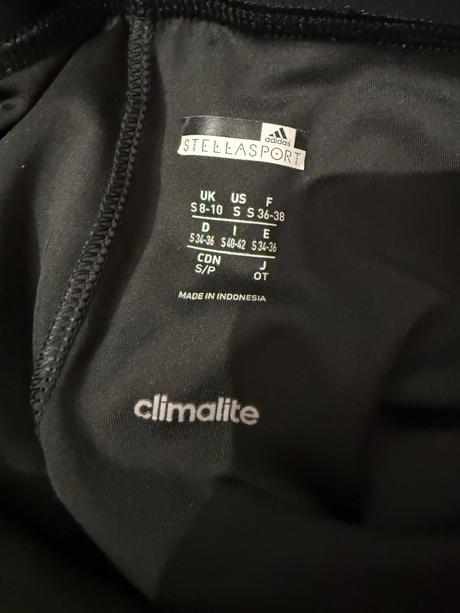 adidas
STELLASPORT
UK US F
S 8-10 S S 36-38
D I E
S 34-36 S 40-42 S 34-36
CDN J
S/P OT
MADE IN INDONESIA
climalite